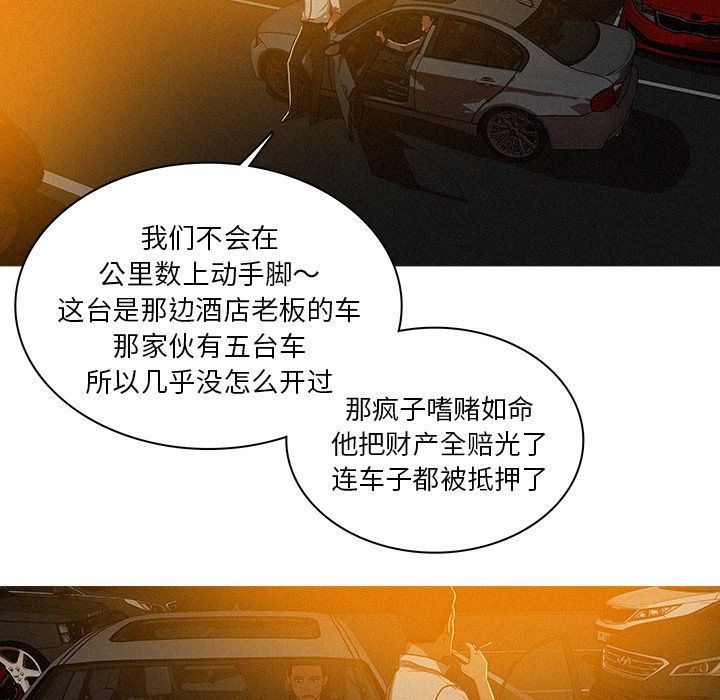 我们不会在
公里数上动手脚～
这台是那边酒店老板的车
那家伙有五台车
所以几乎没怎么开过
那疯子嗜赌如命
他把财产全赔光了
连车子都被抵押了